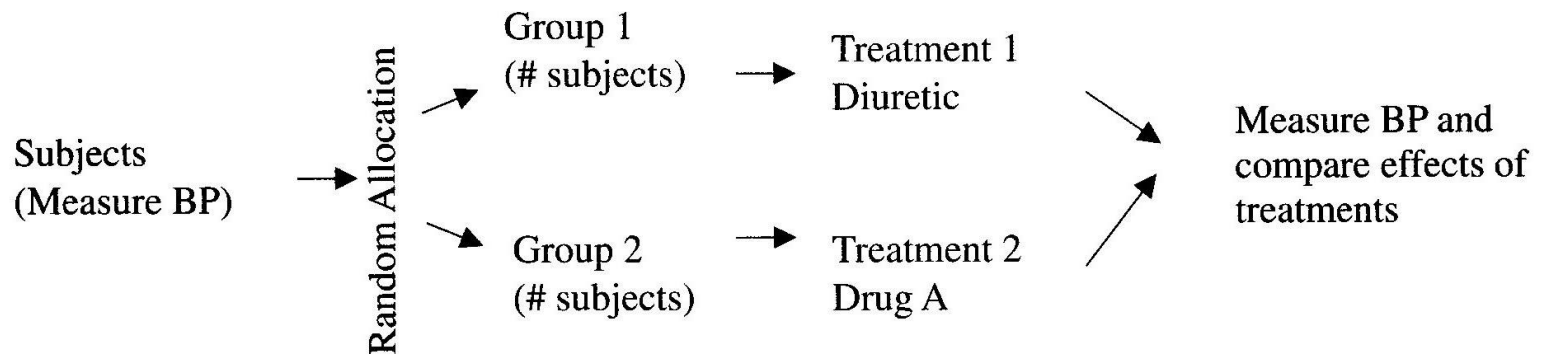 Subjects
(Measure BP)
Random Allocation
Group 1
(# subjects)
Treatment 1
Diuretic
Group 2
(# subjects)
Treatment 2
Drug A
Measure BP and
compare effects of
treatments